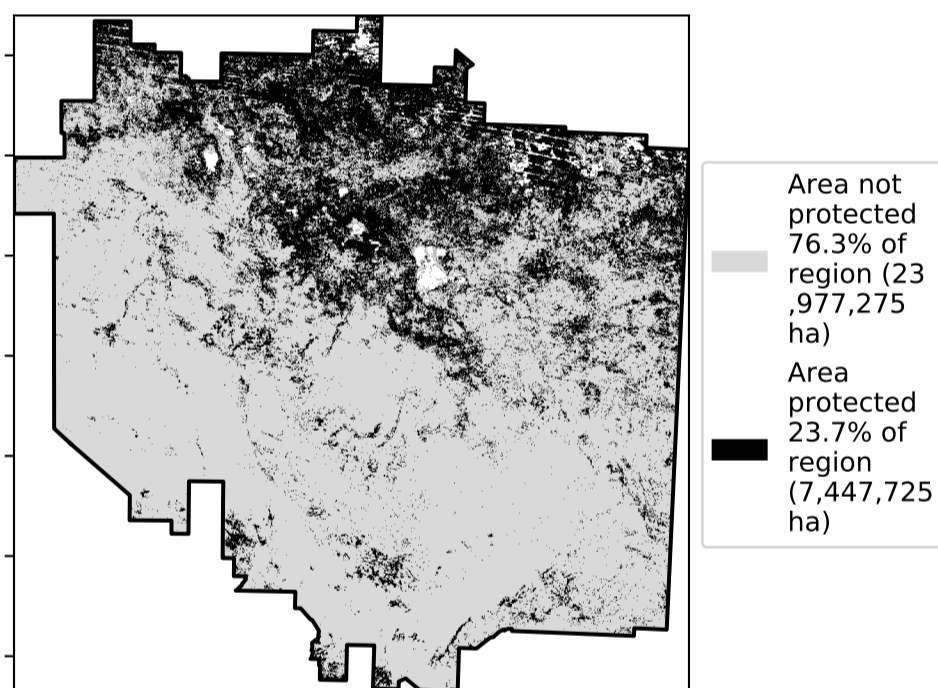 Area not
protected
76.3% of
region (23
,977,275
ha)
Area
protected
23.7% of
region
(7,447,725
ha)